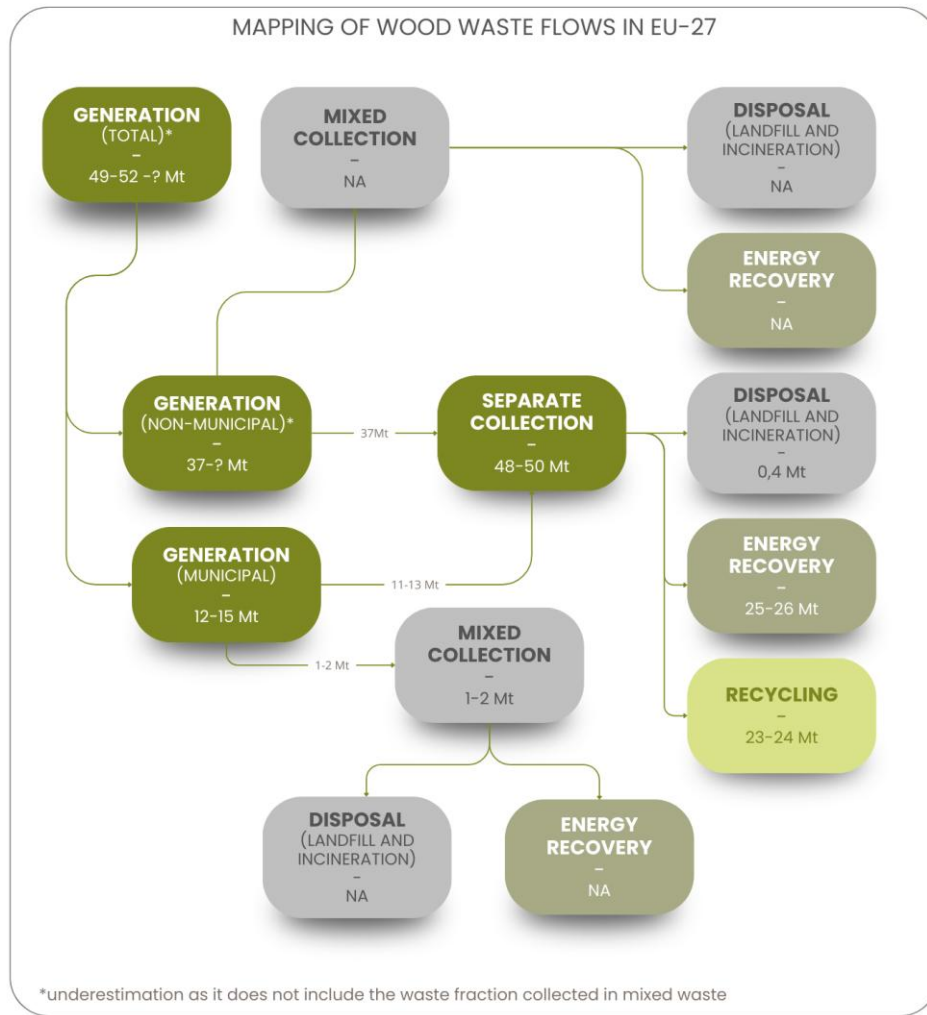 MAPPING OF WOOD WASTE FLOWS IN EU-27
GENERATION
(TOTAL)*
–
49-52 -? Mt
MIXED
COLLECTION
–
NA
DISPOSAL
(LANDFILL AND
INCINERATION)
–
NA
ENERGY
RECOVERY
–
NA
GENERATION
(NON-MUNICIPAL)*
–
37-? Mt
37Mt
SEPARATE
COLLECTION
–
48-50 Mt
DISPOSAL
(LANDFILL AND
INCINERATION)
–
0,4 Mt
GENERATION
(MUNICIPAL)
–
12-15 Mt
11-13 Mt
ENERGY
RECOVERY
–
25-26 Mt
1-2 Mt
MIXED
COLLECTION
–
1-2 Mt
RECYCLING
–
23-24 Mt
DISPOSAL
(LANDFILL AND
INCINERATION)
–
NA
ENERGY
RECOVERY
–
NA
*underestimation as it does not include the waste fraction collected in mixed waste